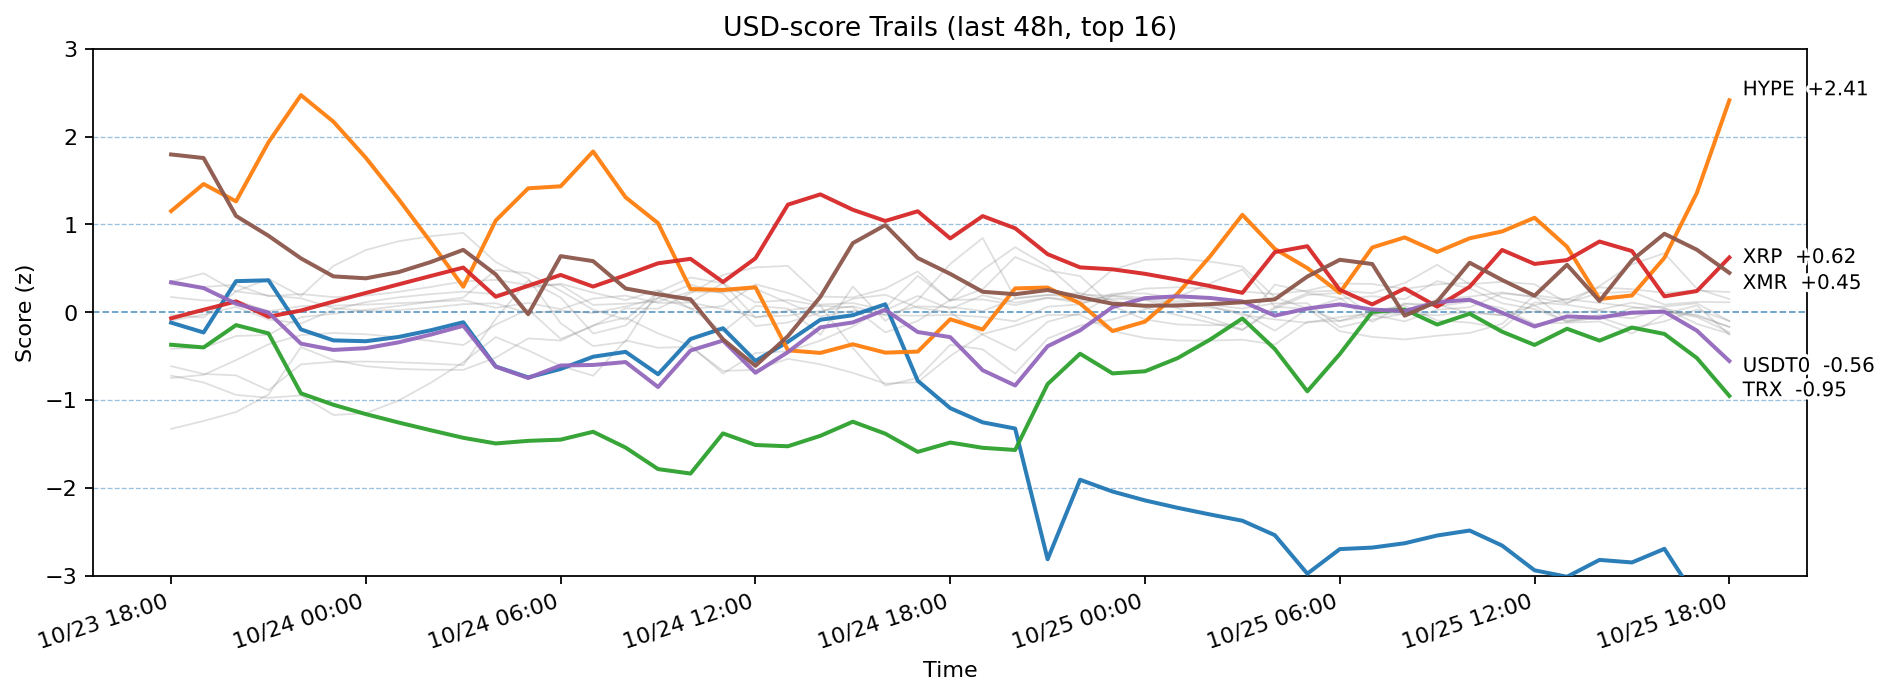 USD-score Trails (last 48h, top 16)
3
2
1
0
−1
−2
−3
Score (z)
HYPE +2.41
XRP +0.62
XMR +0.45
USDT0 -0.56
TRX -0.95
10/23 18:00
10/24 00:00
10/24 06:00
10/24 12:00
10/24 18:00
10/25 00:00
10/25 06:00
10/25 12:00
10/25 18:00
Time